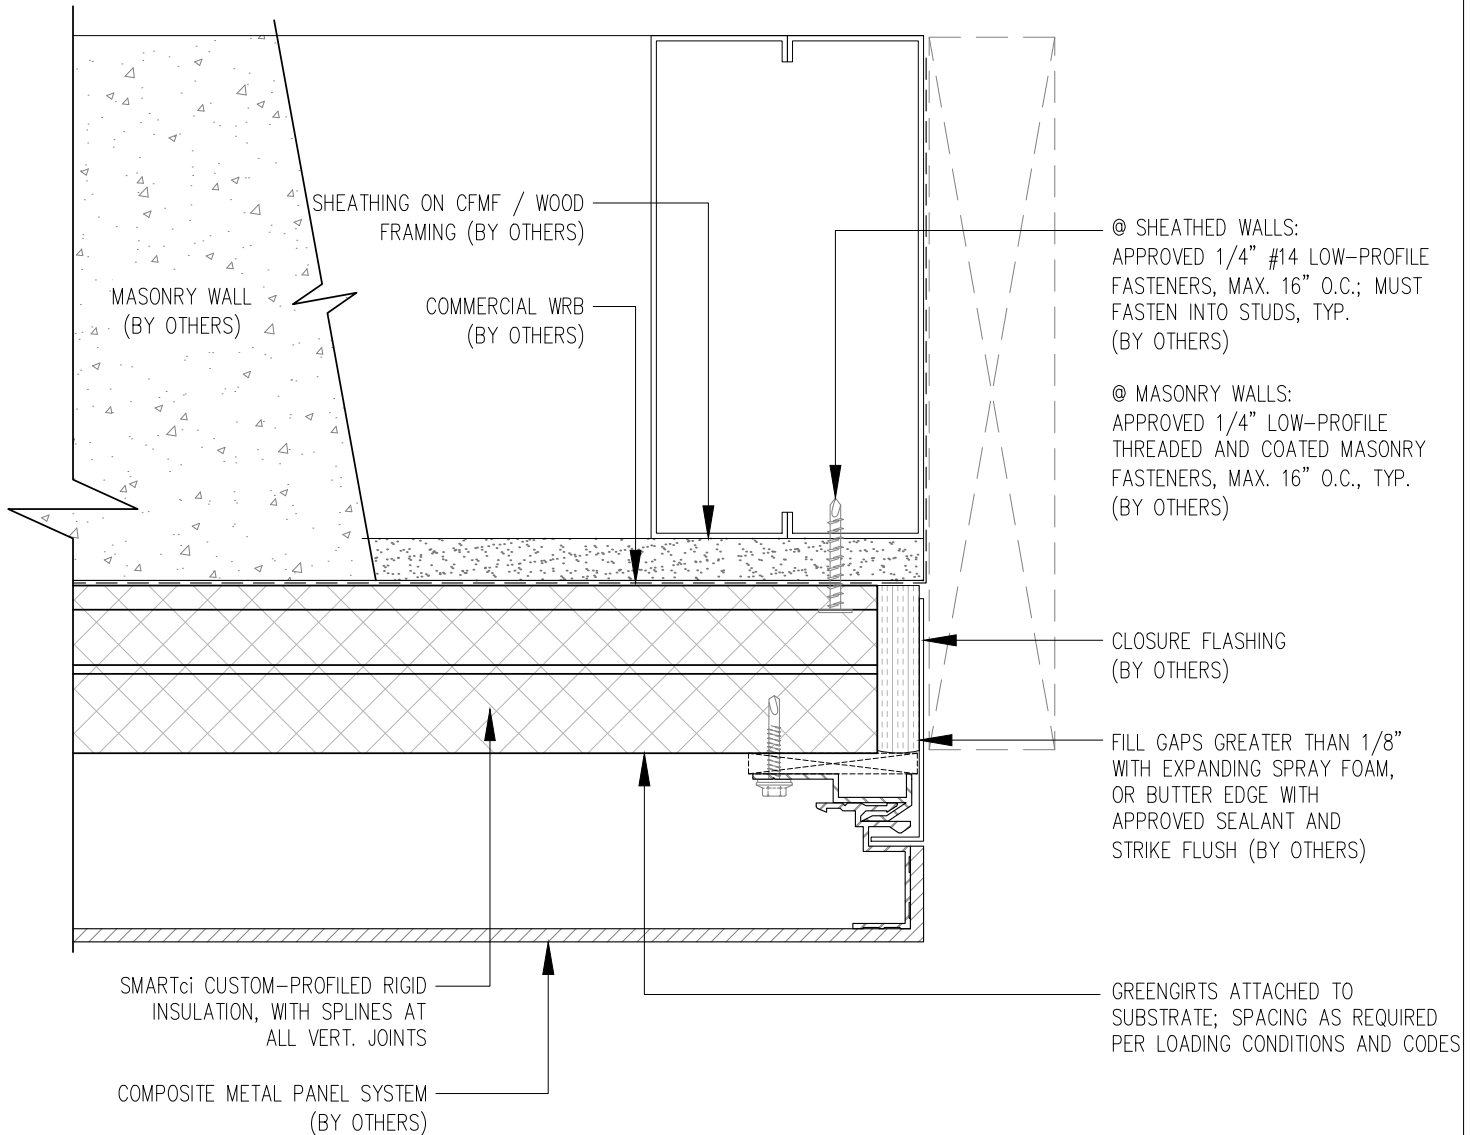 SHEATHING ON CFMF / WOOD
FRAMING (BY OTHERS)
MASONRY WALL
(BY OTHERS)
COMMERCIAL WRB
(BY OTHERS)
@ SHEATHED WALLS:
APPROVED 1/4" #14 LOW-PROFILE
FASTENERS, MAX. 16" O.C.; MUST
FASTEN INTO STUDS, TYP.
(BY OTHERS)
@ MASONRY WALLS:
APPROVED 1/4" LOW-PROFILE
THREADED AND COATED MASONRY
FASTENERS, MAX. 16" O.C., TYP.
(BY OTHERS)
CLOSURE FLASHING
(BY OTHERS)
FILL GAPS GREATER THAN 1/8"
WITH EXPANDING SPRAY FOAM,
OR BUTTER EDGE WITH
APPROVED SEALANT AND
STRIKE FLUSH (BY OTHERS)
SMARTci CUSTOM-PROFILED RIGID
INSULATION, WITH SPLINES AT
ALL VERT. JOINTS
GREENGIRTS ATTACHED TO
SUBSTRATE; SPACING AS REQUIRED
PER LOADING CONDITIONS AND CODES
COMPOSITE METAL PANEL SYSTEM
(BY OTHERS)